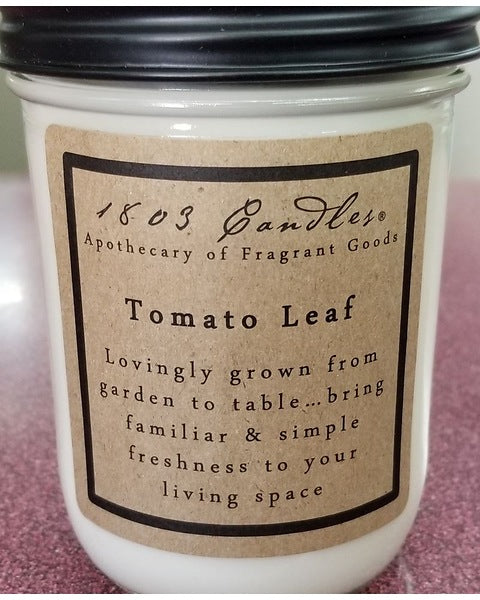 1803 Candles®
Apothecary of Fragrant Goods
Tomato Leaf
Lovingly grown from
garden to table...bring
familiar & simple
freshness to your
living space